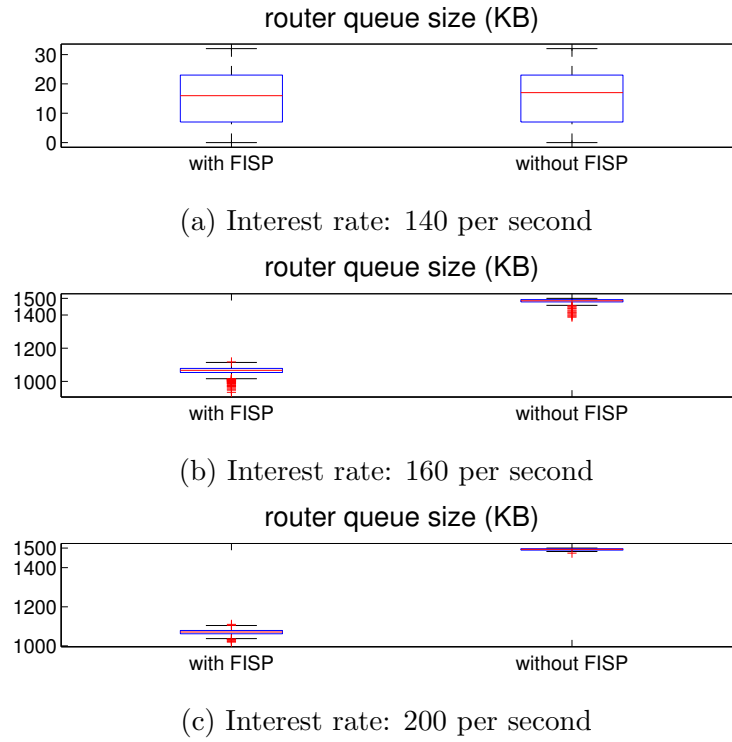 router queue size (KB)
30
20
10
0
with FISP without FISP
(a) Interest rate: 140 per second
router queue size (KB)
1500
1400
1200
1000
with FISP without FISP
(b) Interest rate: 160 per second
router queue size (KB)
1500
1400
1200
1000
with FISP without FISP
(c) Interest rate: 200 per second